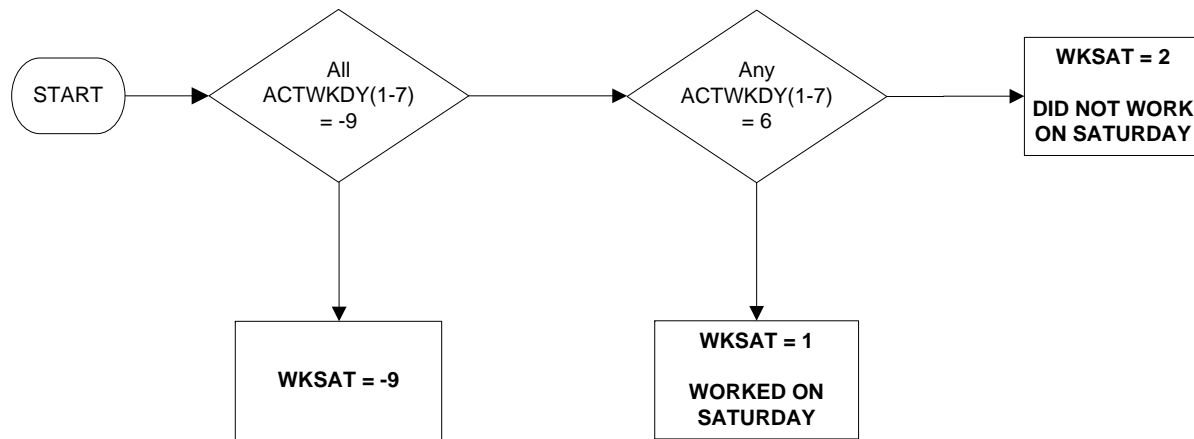 START
All
ACTWKDY(1-7)
= -9
Any
ACTWKDY(1-7)
= 6
WKSAT = 2
DID NOT WORK
ON SATURDAY
WKSAT = -9
WKSAT = 1
WORKED ON
SATURDAY